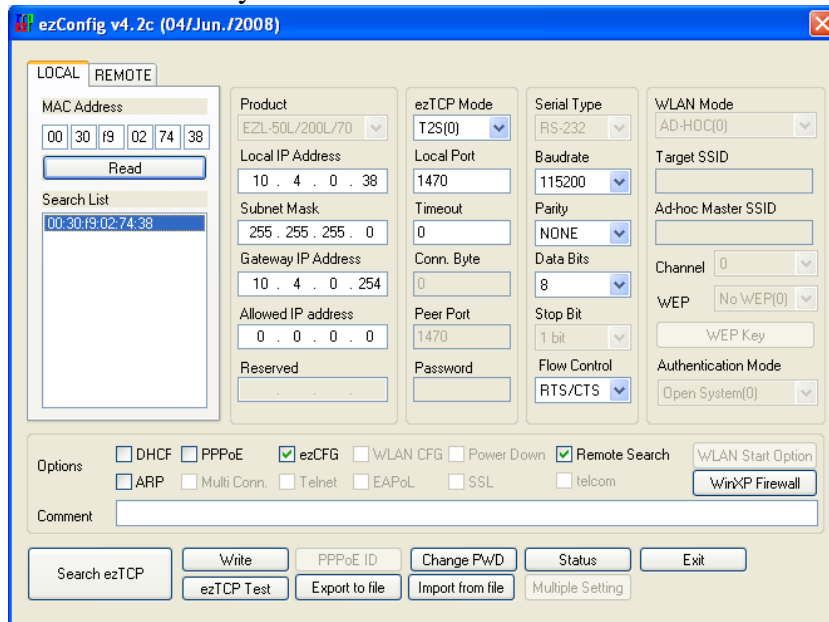 ezConfig v4.2c (04/Jun./2008)
LOCAL REMOTE
MAC Address
00 30 f9 02 74 38
Read
Search List
00:30:f9:02:74:38
Product
EZL-50L/200L/70
Local IP Address
10 . 4 . 0 . 38
Subnet Mask
255 . 255 . 255 . 0
Gateway IP Address
10 . 4 . 0 . 254
Allowed IP address
0 . 0 . 0 . 0
Reserved
. . .
ezTCP Mode
T2S(0)
Local Port
1470
Timeout
0
Conn. Byte
0
Peer Port
1470
Password
Serial Type
RS-232
Baudrate
115200
Parity
NONE
Data Bits
8
Stop Bit
1 bit
Flow Control
RTS/CTS
WLAN Mode
AD-HOC(0)
Target SSID
Ad-hoc Master SSID
Channel 0
WEP No WEP(0)
WEP Key
Authentication Mode
Open System(0)
Options
DHCF PPPoE ezCFG WLAN CFG Power Down Remote Search WLAN Start Option
ARP Multi Conn. Telnet EAPoL SSL telcom WinXP Firewall
Comment
Search ezTCP
Write PPPoE ID Change PWD Status Exit
ezTCP Test Export to file Import from file Multiple Setting